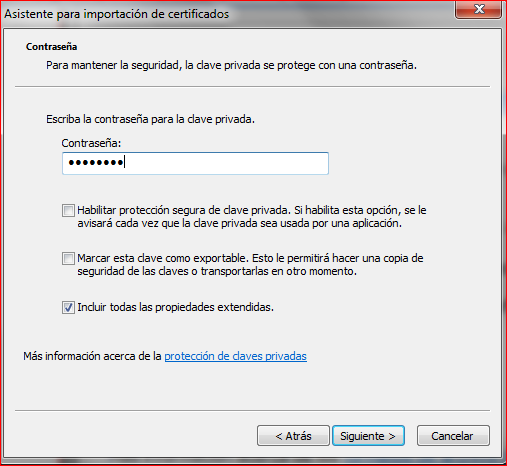 Asistente para importación de certificados
Contraseña
Para mantener la seguridad, la clave privada se protege con una contraseña.
Escriba la contraseña para la clave privada.
Contraseña:
••••••••
Habilitar protección segura de clave privada. Si habilita esta opción, se le
avisará cada vez que la clave privada sea usada por una aplicación.
Marcar esta clave como exportable. Esto le permitirá hacer una copia de
seguridad de las claves o transportarlas en otro momento.
Incluir todas las propiedades extendidas.
Más información acerca de la protección de claves privadas
< Atrás Siguiente > Cancelar